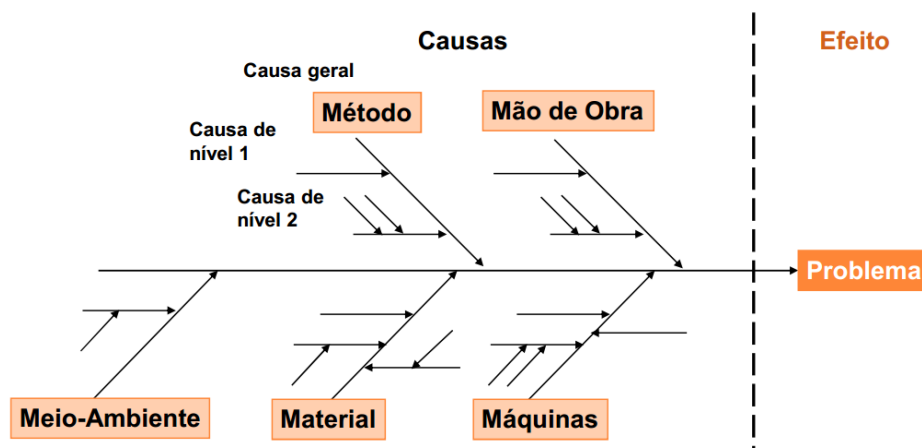 Causas
Efeito
Causa geral
Método
Mão de Obra
Causa de
nível 1
Causa de
nível 2
Problema
Meio-Ambiente
Material
Máquinas